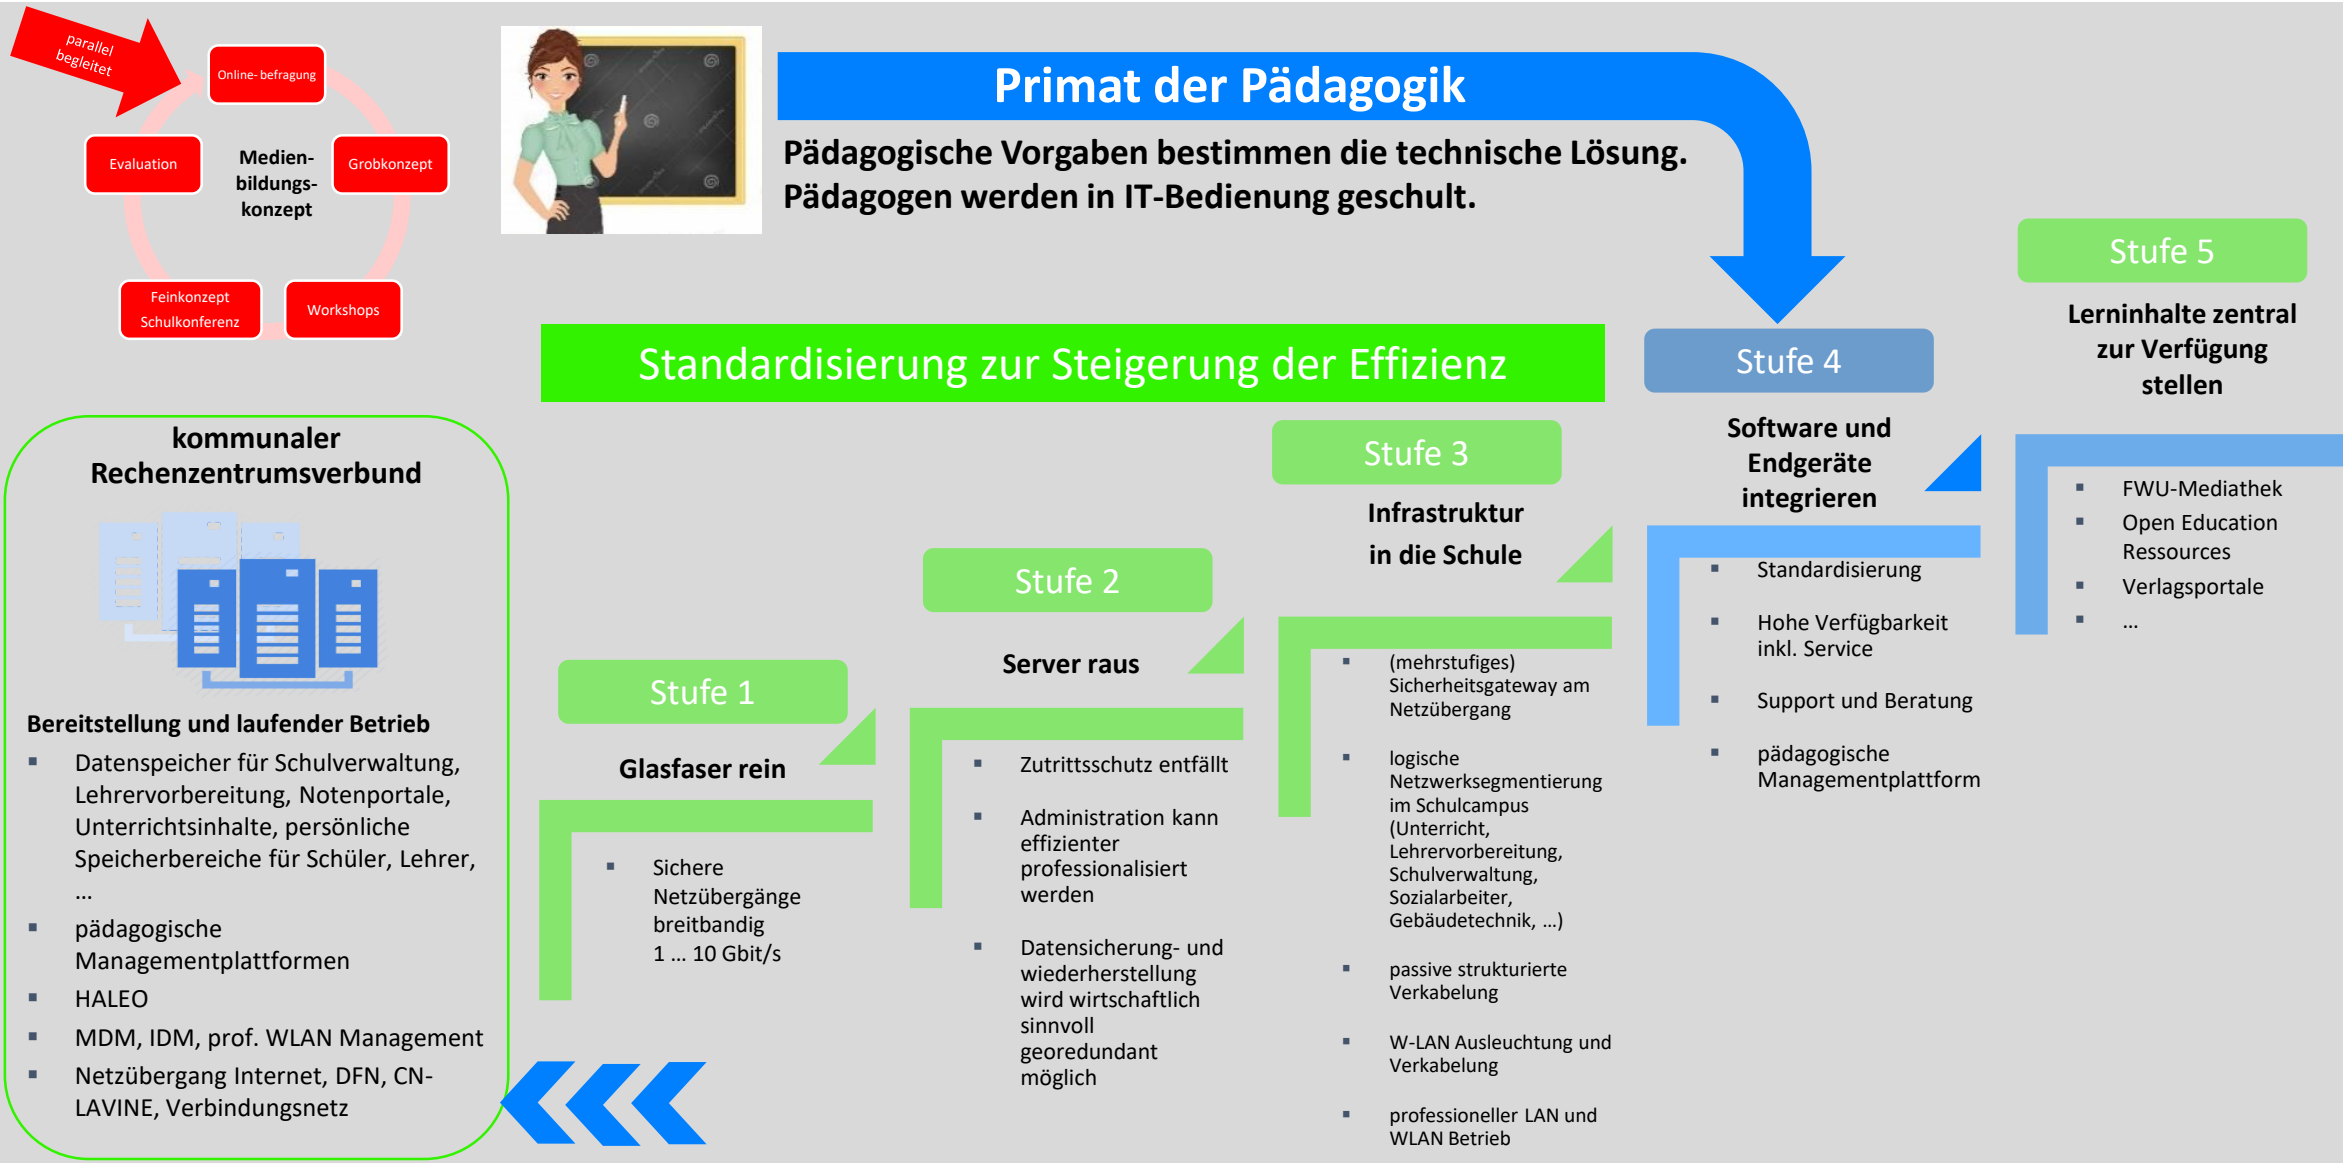 parallel
begleitet
Online- befragung
Evaluation
Medien-
bildungs-
konzept
Grobkonzept
Feinkonzept
Schulkonferenz
Workshops
Primat der Pädagogik
Pädagogische Vorgaben bestimmen die technische Lösung.
Pädagogen werden in IT-Bedienung geschult.
Standardisierung zur Steigerung der Effizienz
kommunaler
Rechenzentrumsverbund
Bereitstellung und laufender Betrieb
▪ Datenspeicher für Schulverwaltung,
Lehrervorbereitung, Notenportale,
Unterrichtsinhalte, persönliche
Speicherbereiche für Schüler, Lehrer,
…
▪ pädagogische
Managementplattformen
▪ HALEO
▪ MDM, IDM, prof. WLAN Management
▪ Netzübergang Internet, DFN, CN-
LAVINE, Verbindungsnetz
Stufe 1
Glasfaser rein
▪ Sichere
Netzübergänge
breitbandig
1 … 10 Gbit/s
Stufe 2
Server raus
▪ Zutrittsschutz entfällt
▪ Administration kann
effizienter
professionalisiert
werden
▪ Datensicherung- und
wiederherstellung
wird wirtschaftlich
sinnvoll
georedundant
möglich
Stufe 3
Infrastruktur
in die Schule
▪ (mehrstufiges)
Sicherheitsgateway am
Netzübergang
▪ logische
Netzwerksegmentierung
im Schulcampus
(Unterricht,
Lehrervorbereitung,
Schulverwaltung,
Sozialarbeiter,
Gebäudetechnik, …)
▪ passive strukturierte
Verkabelung
▪ W-LAN Ausleuchtung und
Verkabelung
▪ professioneller LAN und
WLAN Betrieb
Stufe 4
Software und
Endgeräte
integrieren
▪ Standardisierung
▪ Hohe Verfügbarkeit
inkl. Service
▪ Support und Beratung
▪ pädagogische
Managementplattform
Stufe 5
Lerninhalte zentral
zur Verfügung
stellen
▪ FWU-Mediathek
▪ Open Education
Ressources
▪ Verlagsportale
▪ …